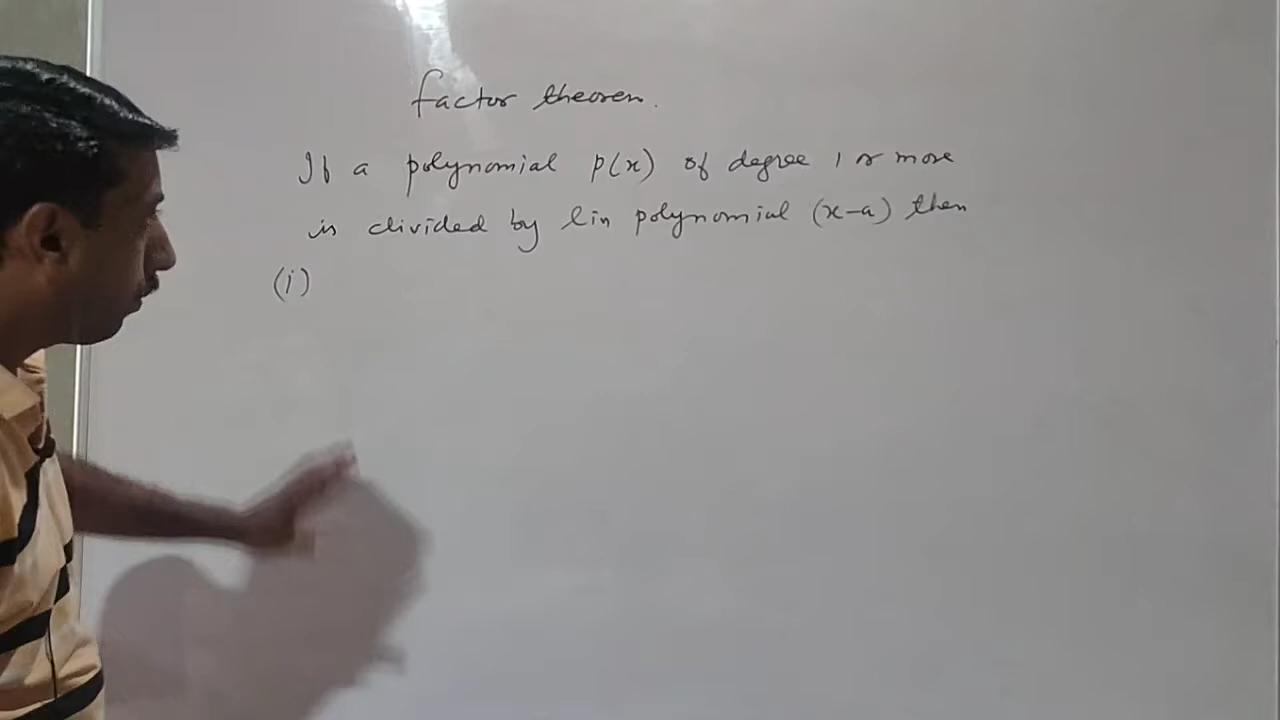 factor theorem.
If a polynomial p(x) of degree 1 or more
is divided by lin polynomial (x-a) then
(i)